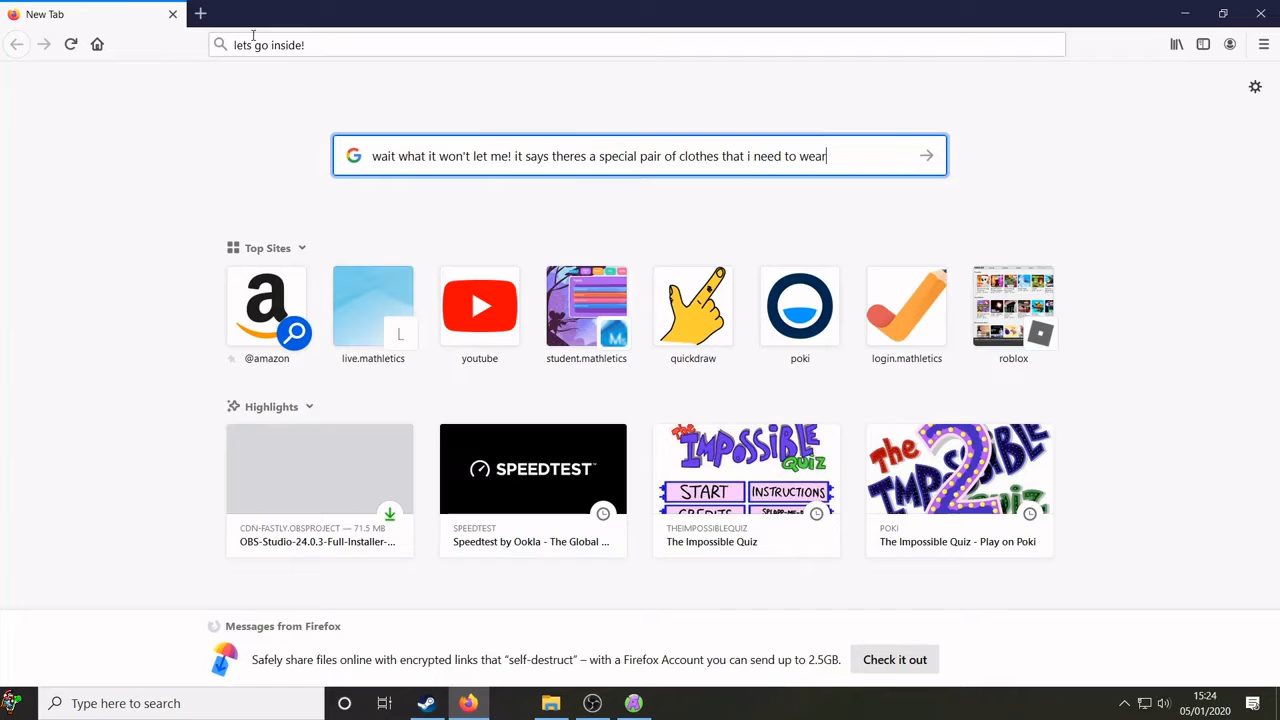 New Tab
lets go inside!
wait what it won't let me! it says theres a special pair of clothes that i need to wear
Top Sites
L
@amazon
live.mathletics
youtube
student.mathletics
quickdraw
poki
login.mathletics
roblox
Highlights
SPEEDTEST™
The IMPOSSIBLE QUIZ
START
INSTRUCTIONS
CREDITS
SPLAPP-ME-DO
The IMPOSSIBLE QUIZ 2
CDN-FASTLY.OBSPROJECT — 71.5 MB
OBS-Studio-24.0.3-Full-Installer-...
SPEEDTEST
Speedtest by Ookla - The Global ...
THEIMPOSSIBLEQUIZ
The Impossible Quiz
POKI
The Impossible Quiz - Play on Poki
Messages from Firefox
Safely share files online with encrypted links that “self-destruct” – with a Firefox Account you can send up to 2.5GB.
Check it out
Type here to search
15:24
05/01/2020